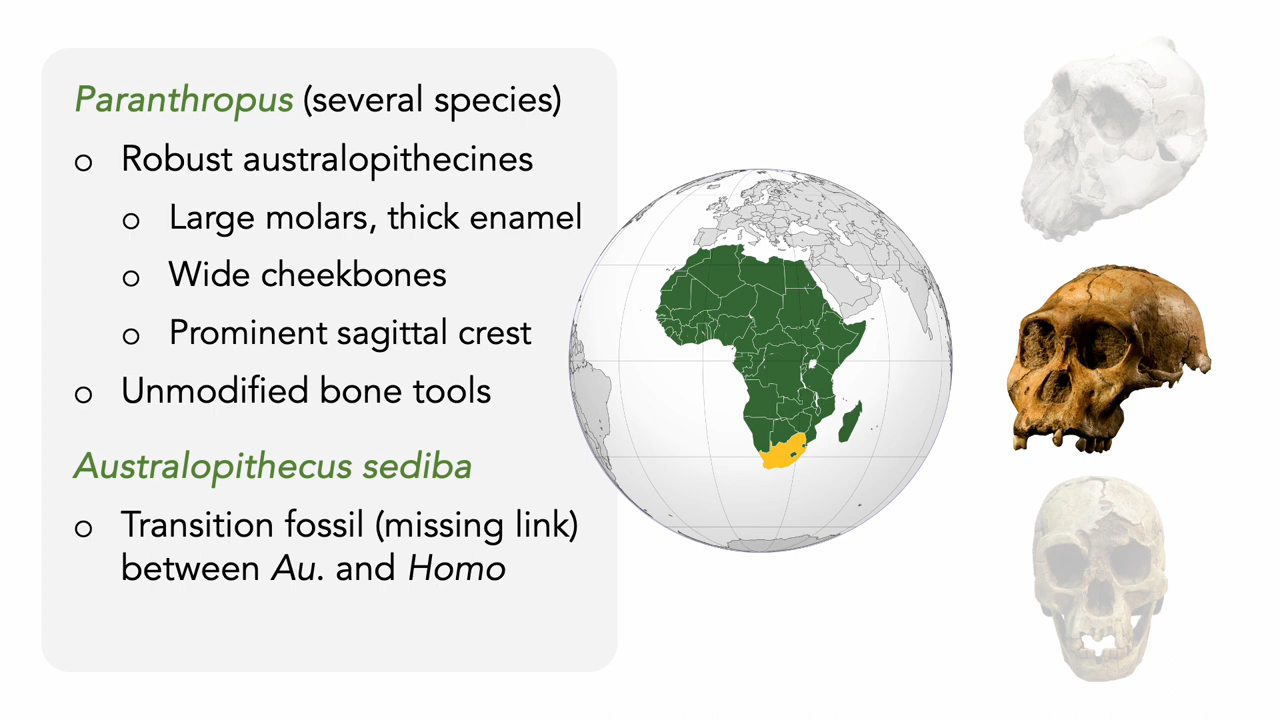 Paranthropus (several species)
o Robust australopithecines
o Large molars, thick enamel
o Wide cheekbones
o Prominent sagittal crest
o Unmodified bone tools
Australopithecus sediba
o Transition fossil (missing link)
between Au. and Homo